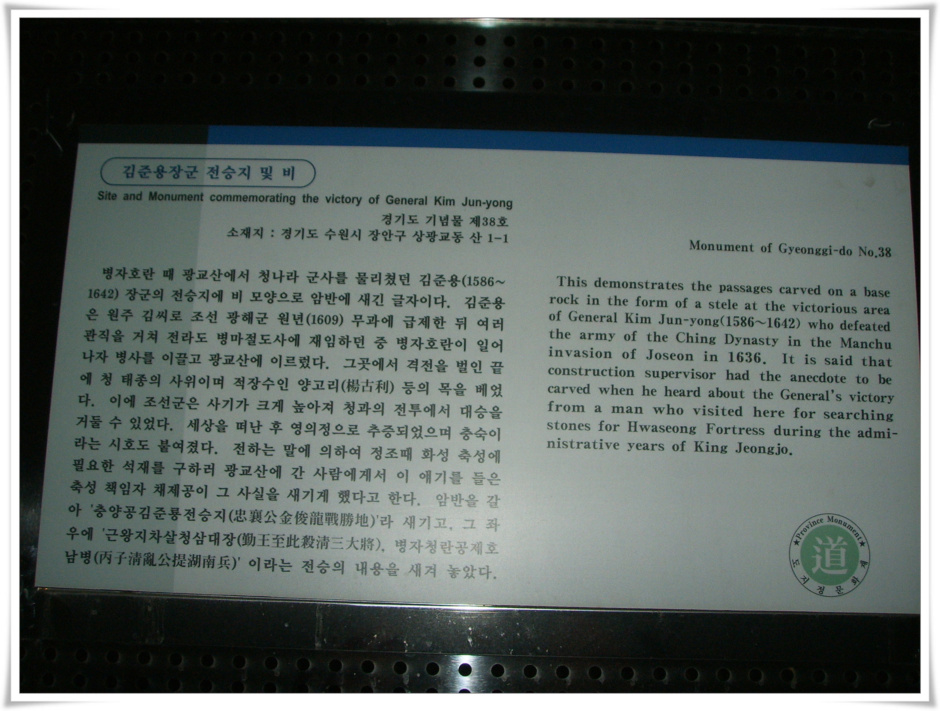 김준용장군 전승지 및 비
Site and Monument commemorating the victory of General Kim Jun-yong
경기도 기념물 제38호
소재지 : 경기도 수원시 장안구 상광교동 산 1-1
병자호란 때 광교산에서 청나라 군사를 물리쳤던 김준용(1586~
1642) 장군의 전승지에 비 모양으로 암반에 새긴 글자이다. 김준용
은 원주 김씨로 조선 광해군 원년(1609) 무과에 급제한 뒤 여러
관직을 거쳐 전라도 병마절도사에 재임하던 중 병자호란이 일어
나자 병사를 이끌고 광교산에 이르렀다. 그곳에서 격전을 벌인 끝
에 청 태종의 사위이며 적장수인 양고리(楊古利) 등의 목을 베었
다. 이에 조선군은 사기가 크게 높아져 청과의 전투에서 대승을
거둘 수 있었다. 세상을 떠난 후 영의정으로 추증되었으며 충숙이
라는 시호도 붙여졌다. 전하는 말에 의하여 정조때 화성 축성에
필요한 석재를 구하러 광교산에 간 사람에게서 이 얘기를 들은
축성 책임자 채제공이 그 사실을 새기게 했다고 한다. 암반을 갈
아 '충양공김준룡전승지(忠襄公金俊龍戰勝地)'라 새기고, 그 좌
우에 '근왕지차살청삼대장(勤王至此殺淸三大將), 병자청란공제호
남병(丙子淸亂公提湖南兵)' 이라는 전승의 내용을 새겨 놓았다.
Monument of Gyeonggi-do No.38
This demonstrates the passages carved on a base
rock in the form of a stele at the victorious area
of General Kim Jun-yong(1586~1642) who defeated
the army of the Ching Dynasty in the Manchu
invasion of Joseon in 1636. It is said that
construction supervisor had the anecdote to be
carved when he heard about the General's victory
from a man who visited here for searching
stones for Hwaseong Fortress during the admi-
nistrative years of King Jeongjo.
★Province Monument★
道
도지정문화재